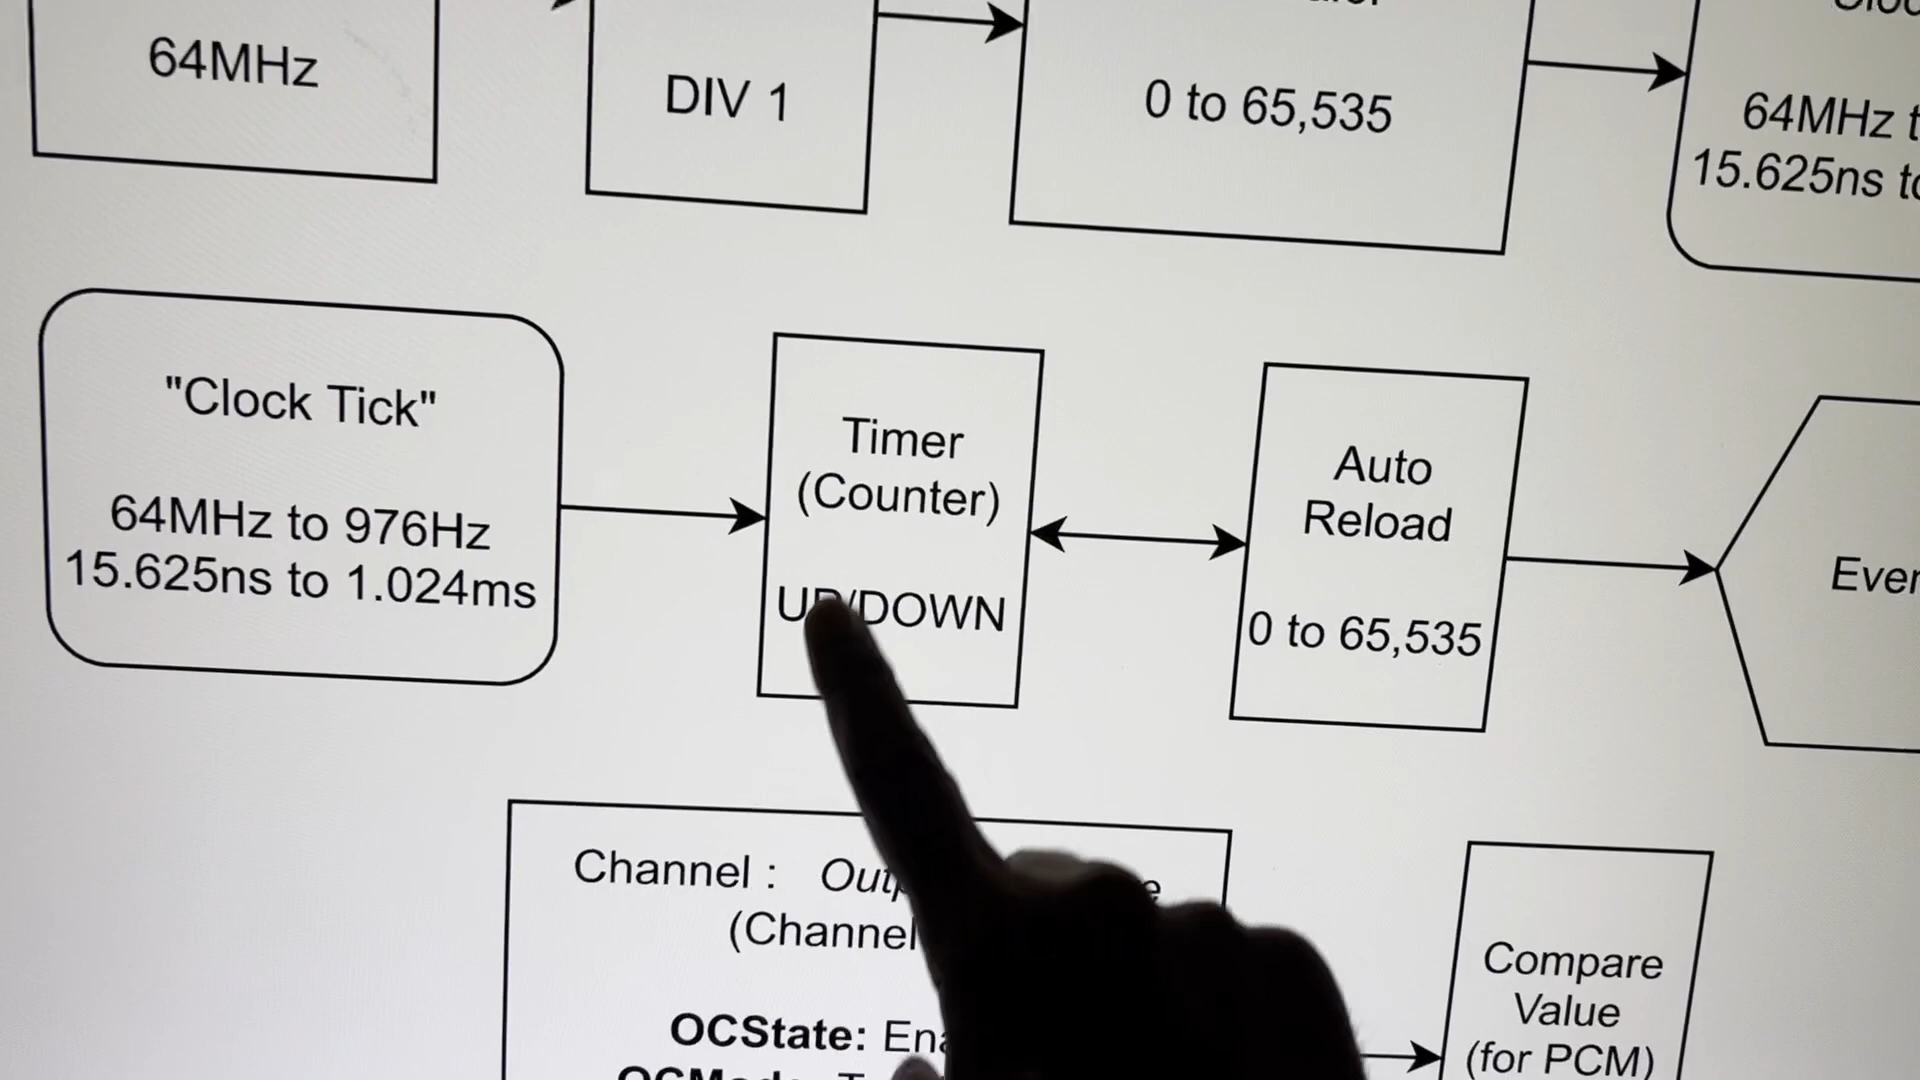 64MHz
DIV 1
0 to 65,535
64MHz
15.625ns
"Clock Tick"
64MHz to 976Hz
15.625ns to 1.024ms
Timer
(Counter)
UP/DOWN
Auto
Reload
0 to 65,535
Channel :
(Channel
OCState:
Compare
Value
(for PCM)